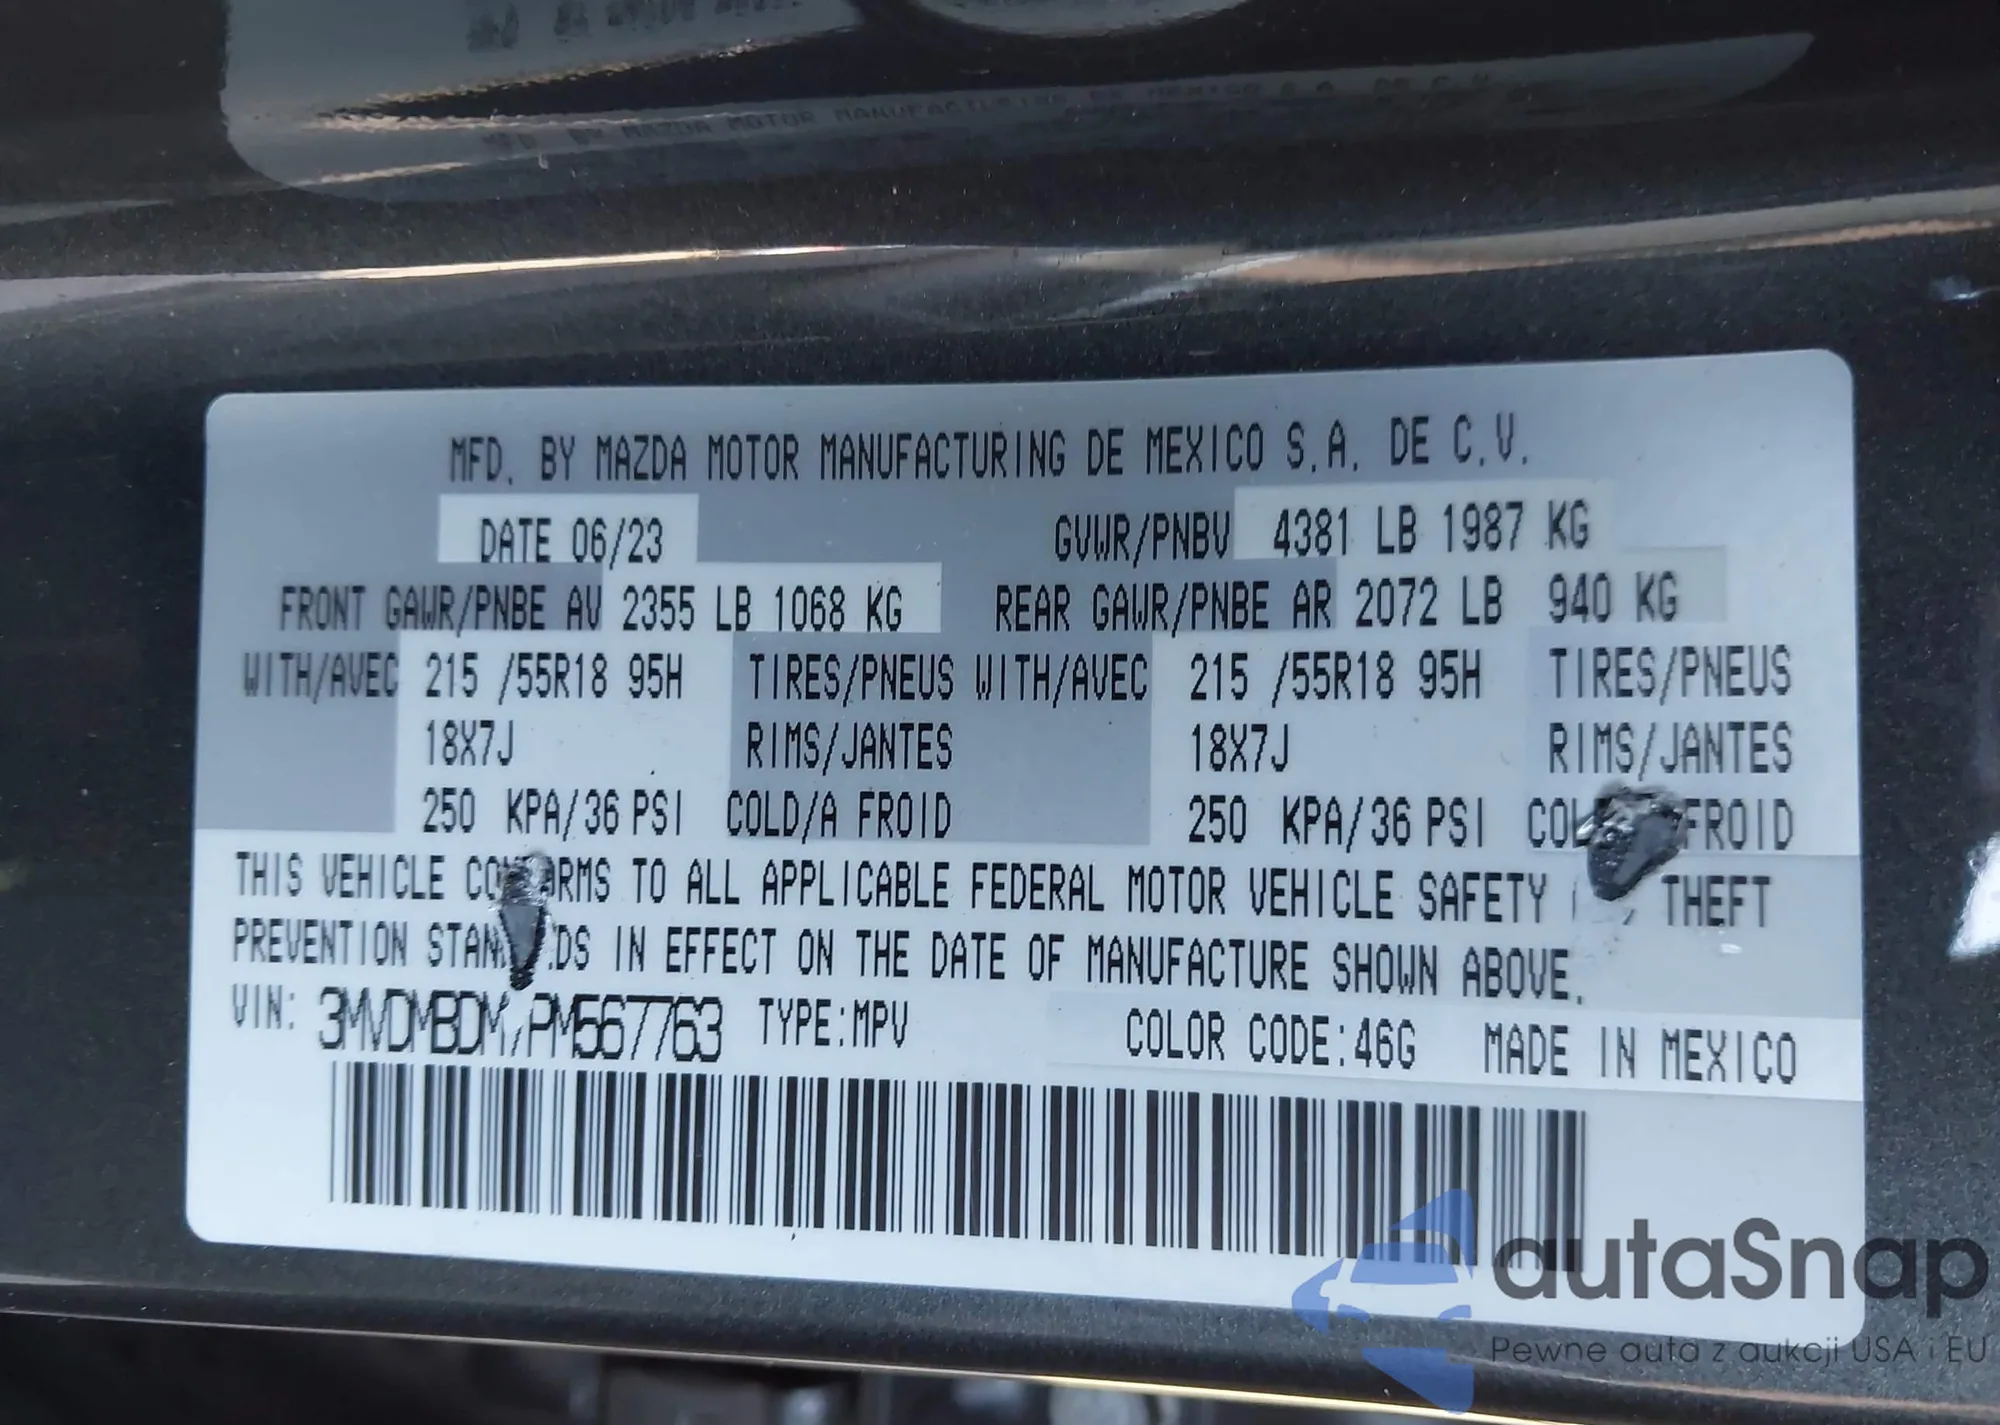 MFD. BY MAZDA MOTOR MANUFACTURING DE MEXICO S.A. DE C.V.
DATE 06/23 GVWR/PNBV 4381 LB 1987 KG
FRONT GAWR/PNBE AV 2355 LB 1068 KG REAR GAWR/PNBE AR 2072 LB 940 KG
WITH/AVEC 215 /55R18 95H TIRES/PNEUS WITH/AVEC 215 /55R18 95H TIRES/PNEUS
18X7J RIMS/JANTES 18X7J RIMS/JANTES
250 KPA/36 PSI COLD/A FROID 250 KPA/36 PSI FROID
THIS VEHICLE CONFORMS TO ALL APPLICABLE FEDERAL MOTOR VEHICLE SAFETY THEFT
PREVENTION STANDARDS IN EFFECT ON THE DATE OF MANUFACTURE SHOWN ABOVE.
VIN: 3MVDMBDM7PM567763 TYPE:MPV COLOR CODE:46G MADE IN MEXICO
autaSnap
Pewne auta z aukcji USA i EU